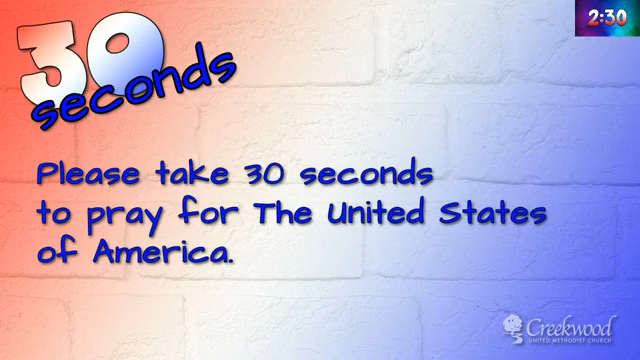 2:30
30
seconds
Please take 30 seconds
to pray for The United States
of America.
Creekwood
UNITED METHODIST CHURCH